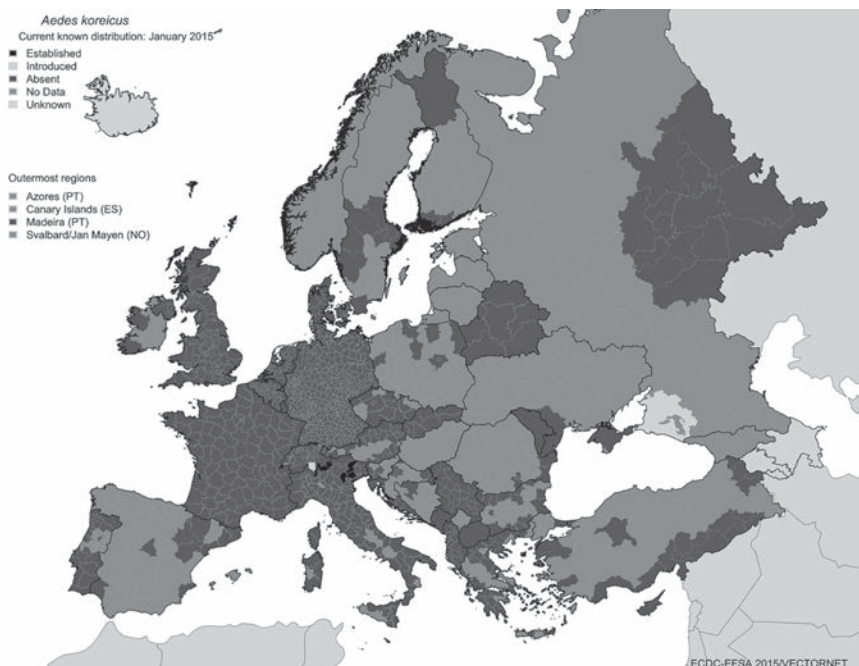 Aedes koreicus
Current known distribution: January 2015
Established
Introduced
Absent
No Data
Unknown
Outermost regions
Azores (PT)
Canary Islands (ES)
Madeira (PT)
Svalbard/Jan Mayen (NO)
ECDC-EFSA 2015/VECTORNET